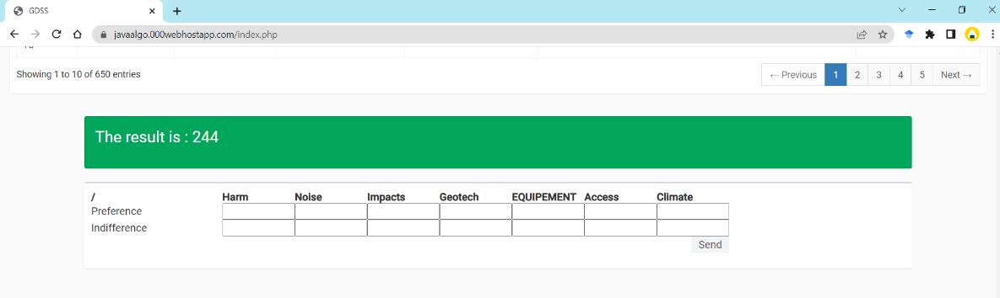 GDSS
javaalgo.000webhostapp.com/index.php
Showing 1 to 10 of 650 entries
← Previous 1 2 3 4 5 Next →
The result is : 244
/ Harm Noise Impacts Geotech EQUIPEMENT Access Climate
Preference
Indifference
Send